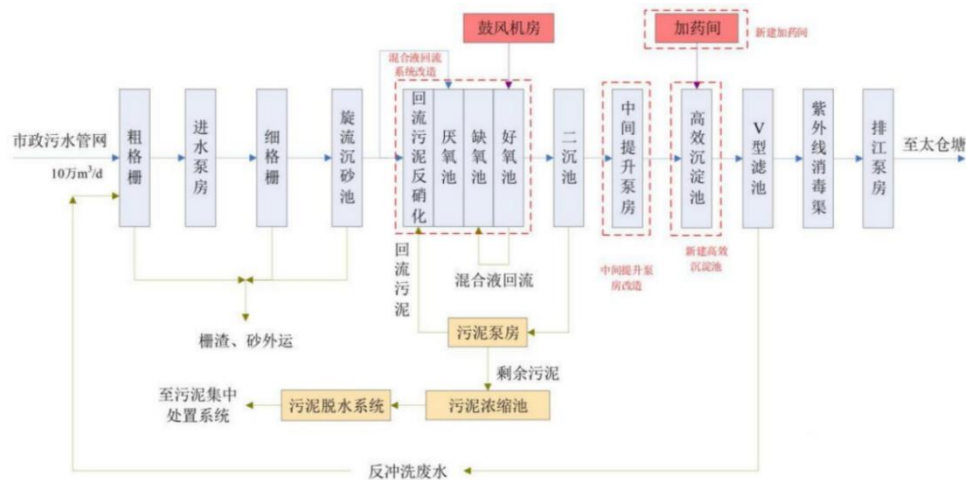 鼓风机房
加药间
新建加药间
混合液回流
系统改造
市政污水管网
10万m³/d
粗格栅
进水泵房
细格栅
旋流沉砂池
回流污泥反硝化
厌氧池
缺氧池
好氧池
二沉池
中间提升泵房
高效沉淀池
V型滤池
紫外线消毒渠
排江泵房
至太仓塘
回流污泥
混合液回流
中间提升泵
房改造
新建高效
沉淀池
栅渣、砂外运
污泥泵房
剩余污泥
至污泥集中
处置系统
污泥脱水系统
污泥浓缩池
反冲洗废水